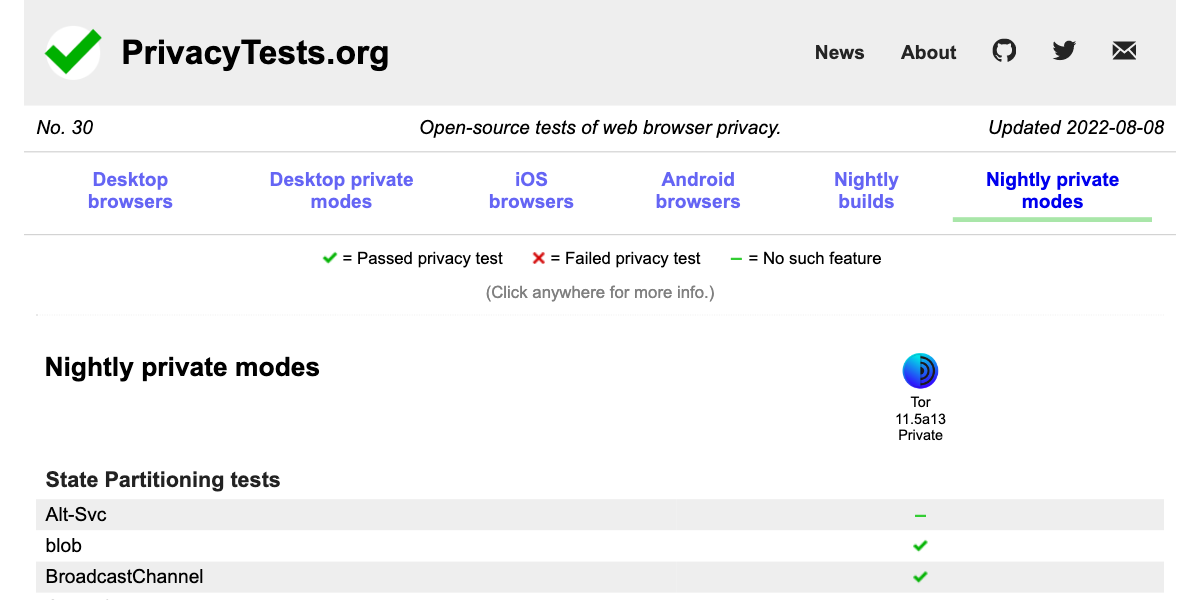 PrivacyTests.org
News About
No. 30 Open-source tests of web browser privacy. Updated 2022-08-08
Desktop browsers
Desktop private modes
iOS browsers
Android browsers
Nightly builds
Nightly private modes
= Passed privacy test = Failed privacy test = No such feature
(Click anywhere for more info.)
Nightly private modes
Tor
11.5a13
Private
State Partitioning tests
Alt-Svc
blob
BroadcastChannel